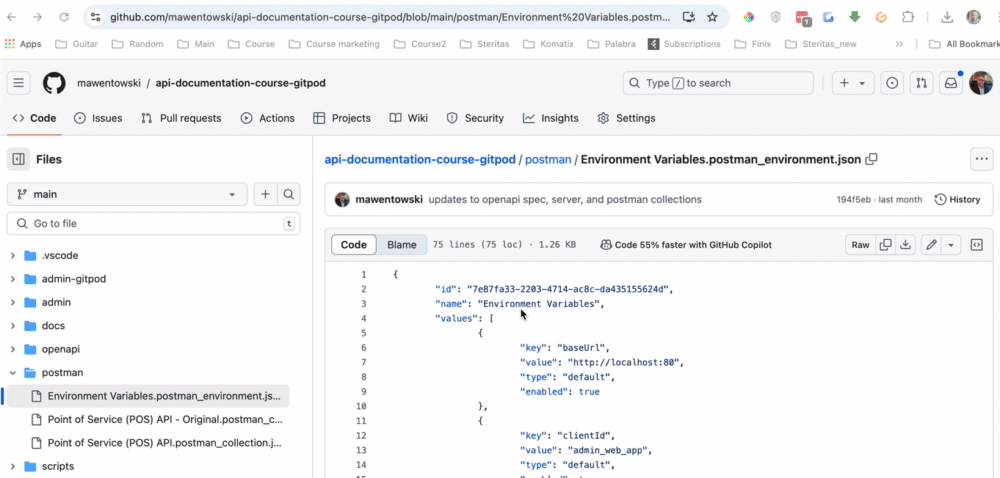 github.com/mawentowski/api-documentation-course-gitpod/blob/main/postman/Environment%20Variables.postm...
Apps Guitar Random Main Course Course marketing Course2 Steritas Komatix Palabra Subscriptions Finix Steritas_new » All Bookmark
mawentowski / api-documentation-course-gitpod Type / to search
Code Issues Pull requests Actions Projects Wiki Security Insights Settings
Files
api-documentation-course-gitpod / postman / Environment Variables.postman_environment.json
main
mawentowski updates to openapi spec, server, and postman collections 194f5eb · last month History
Go to file t
Code Blame 75 lines (75 loc) · 1.26 KB Code 55% faster with GitHub Copilot Raw
.vscode
admin-gitpod
admin
docs
openapi
postman
Environment Variables.postman_environment.js...
Point of Service (POS) API - Original.postman_c...
Point of Service (POS) API.postman_collection.j...
scripts
1 {
2 "id": "7e87fa33-2203-4714-ac8c-da435155624d",
3 "name": "Environment Variables",
4 "values": [
5 {
6 "key": "baseUrl",
7 "value": "http://localhost:80",
8 "type": "default",
9 "enabled": true
10 },
11 {
12 "key": "clientId",
13 "value": "admin_web_app",
14 "type": "default",